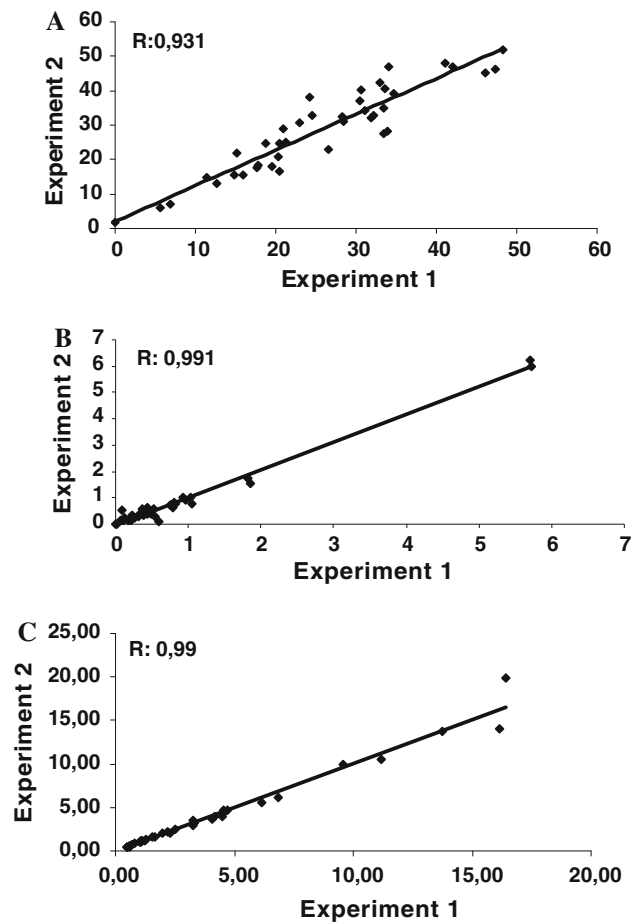 A
R:0,931
60
50
40
30
20
10
0
Experiment 2
0 10 20 30 40 50 60
Experiment 1
B
R: 0,991
7
6
5
4
3
2
1
0
Experiment 2
0 1 2 3 4 5 6 7
Experiment 1
C
R: 0,99
25,00
20,00
15,00
10,00
5,00
0,00
Experiment 2
0,00 5,00 10,00 15,00 20,00
Experiment 1